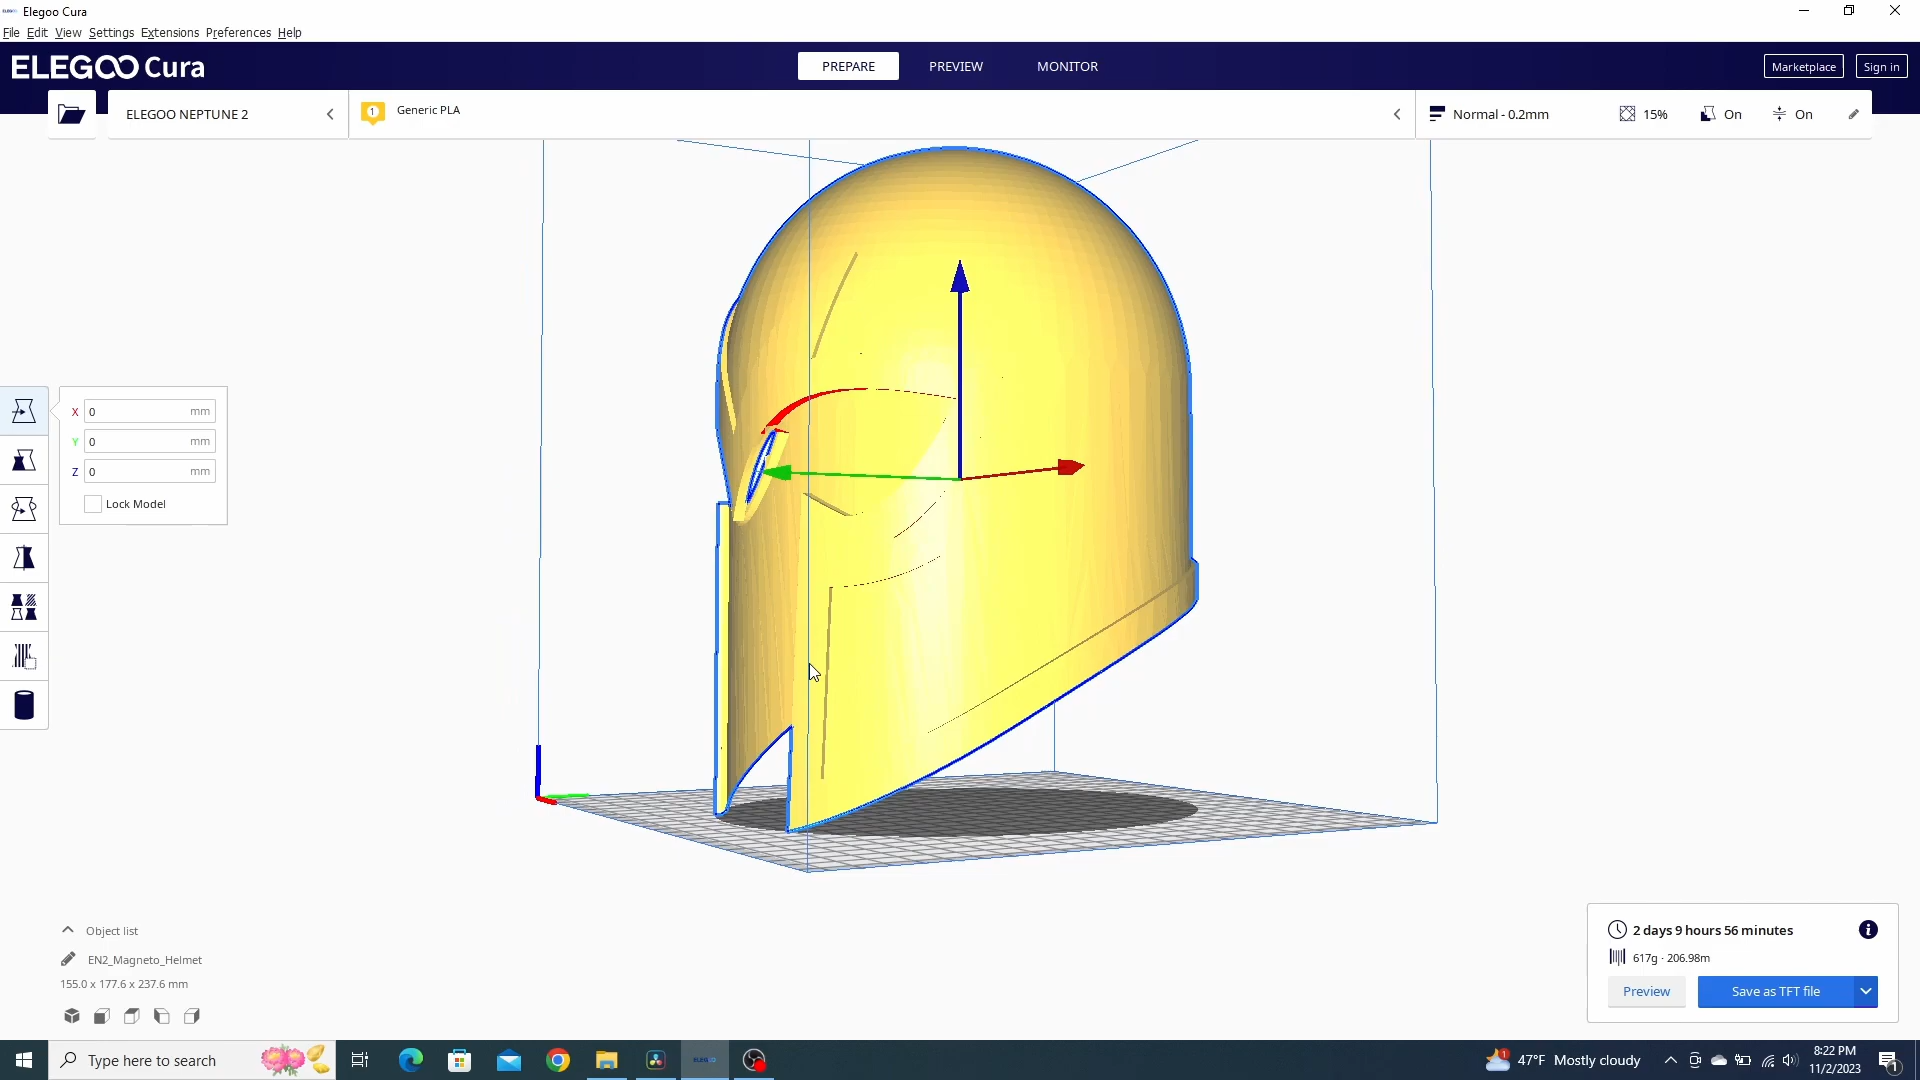 Elegoo Cura
File Edit View Settings Extensions Preferences Help
ELEGOO Cura
PREPARE PREVIEW MONITOR
Marketplace Sign in
ELEGOO NEPTUNE 2
1 Generic PLA
Normal - 0.2mm 15% On On
X 0 mm
Y 0 mm
Z 0 mm
Lock Model
Object list
EN2_Magneto_Helmet
155.0 x 177.6 x 237.6 mm
2 days 9 hours 56 minutes
617g · 206.98m
Preview Save as TFT file
Type here to search
47°F Mostly cloudy
8:22 PM
11/2/2023